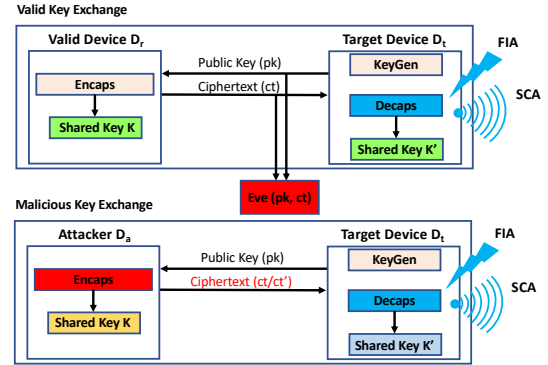 Valid Key Exchange
Valid Device Dr
Target Device Dt
FIA
Public Key (pk)
KeyGen
Encaps
Ciphertext (ct)
SCA
Decaps
Shared Key K
Shared Key K’
Eve (pk, ct)
Malicious Key Exchange
Attacker Da
Target Device Dt
FIA
Public Key (pk)
KeyGen
Encaps
Ciphertext (ct/ct’)
SCA
Decaps
Shared Key K
Shared Key K’